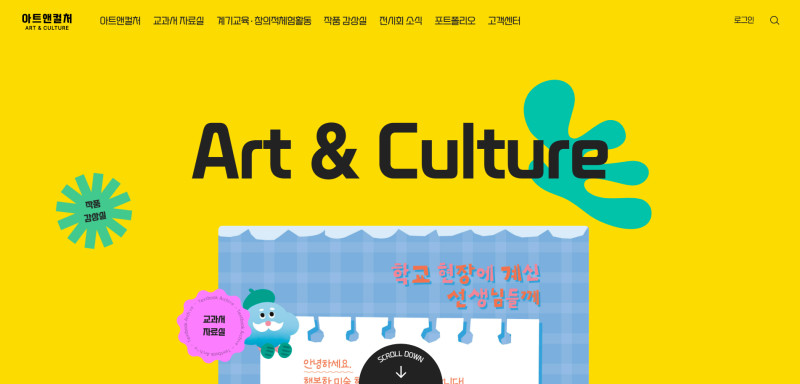 아트앤컬처
ART & CULTURE
아트앤컬처 교과서 자료실 계기교육·창의적체험활동 작품 감상실 전시회 소식 포트폴리오 고객센터
로그인
Art & Culture
작품
감상실
학교 현장에 계신
선생님들께
교과서
자료실
안녕하세요.
행복한 미술
니다!
SCROLL DOWN